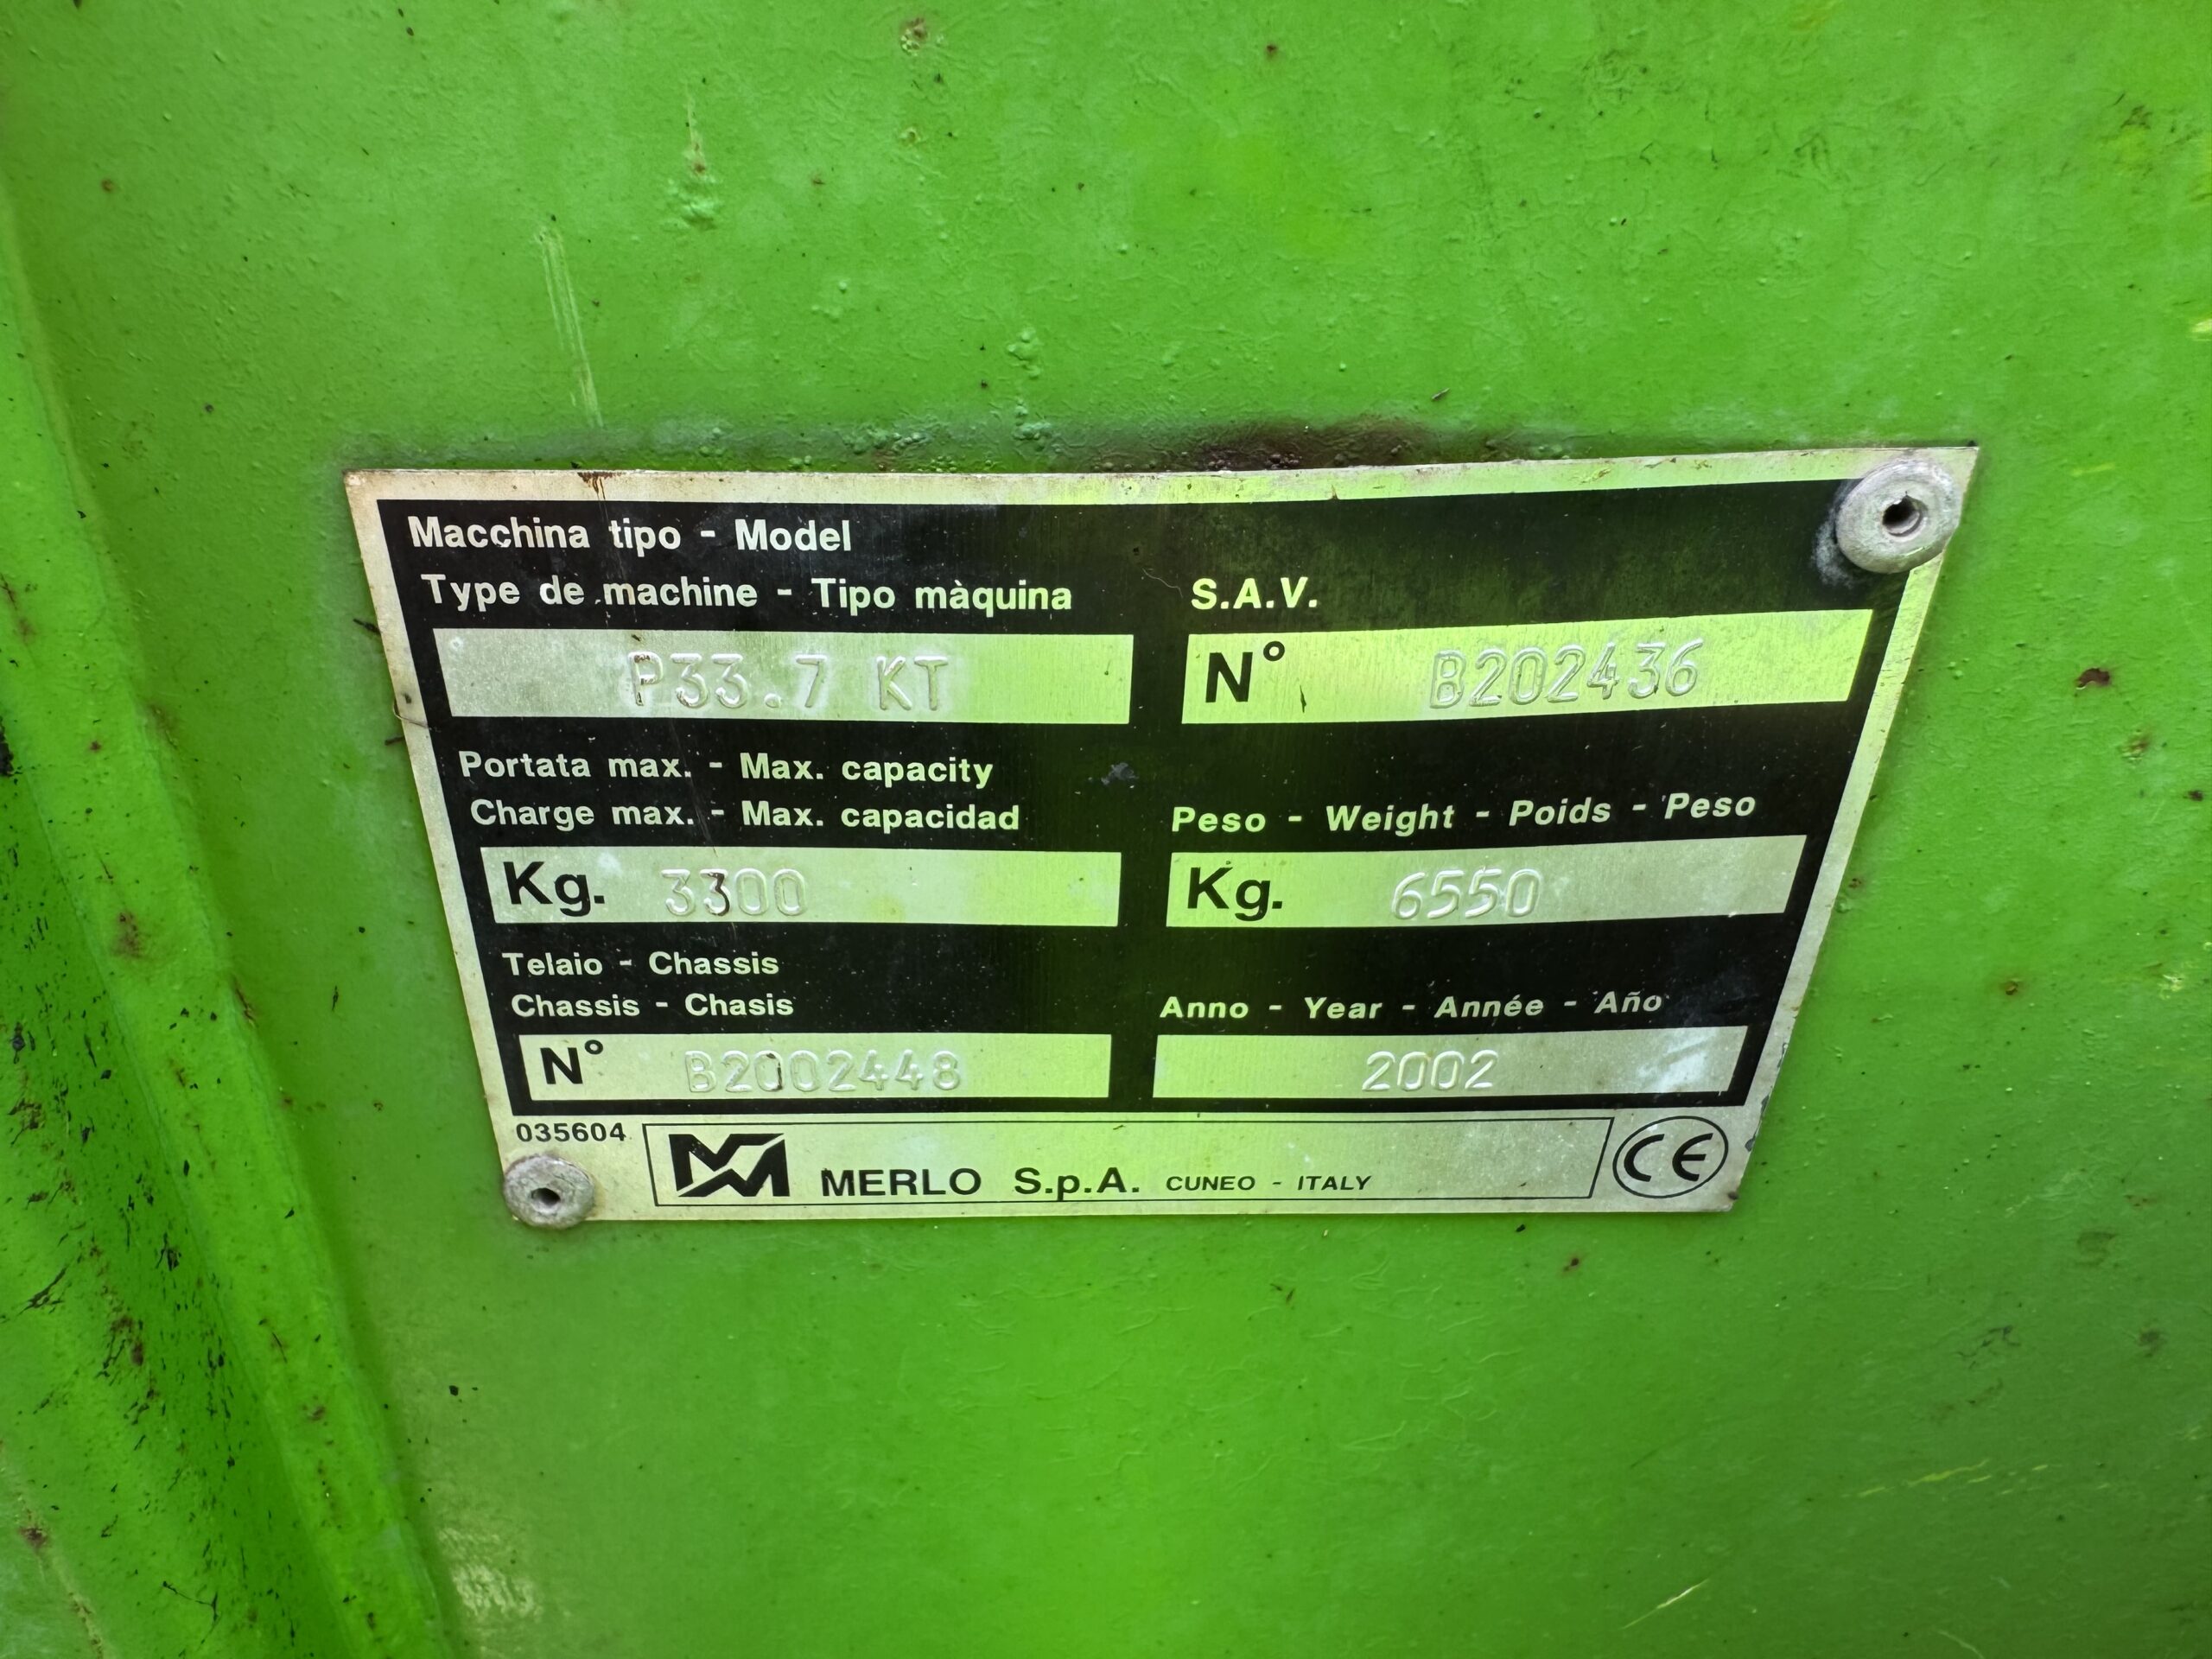 Macchina tipo - Model
Type de machine - Tipo màquina
P33.7 KT
S.A.V.
N° B202436
Portata max. - Max. capacity
Charge max. - Max. capacidad
Kg. 3300
Peso - Weight - Poids - Peso
Kg. 6550
Telaio - Chassis
Chassis - Chasis
N° B2002448
Anno - Year - Année - Año
2002
035604
MERLO S.p.A. CUNEO - ITALY
CE